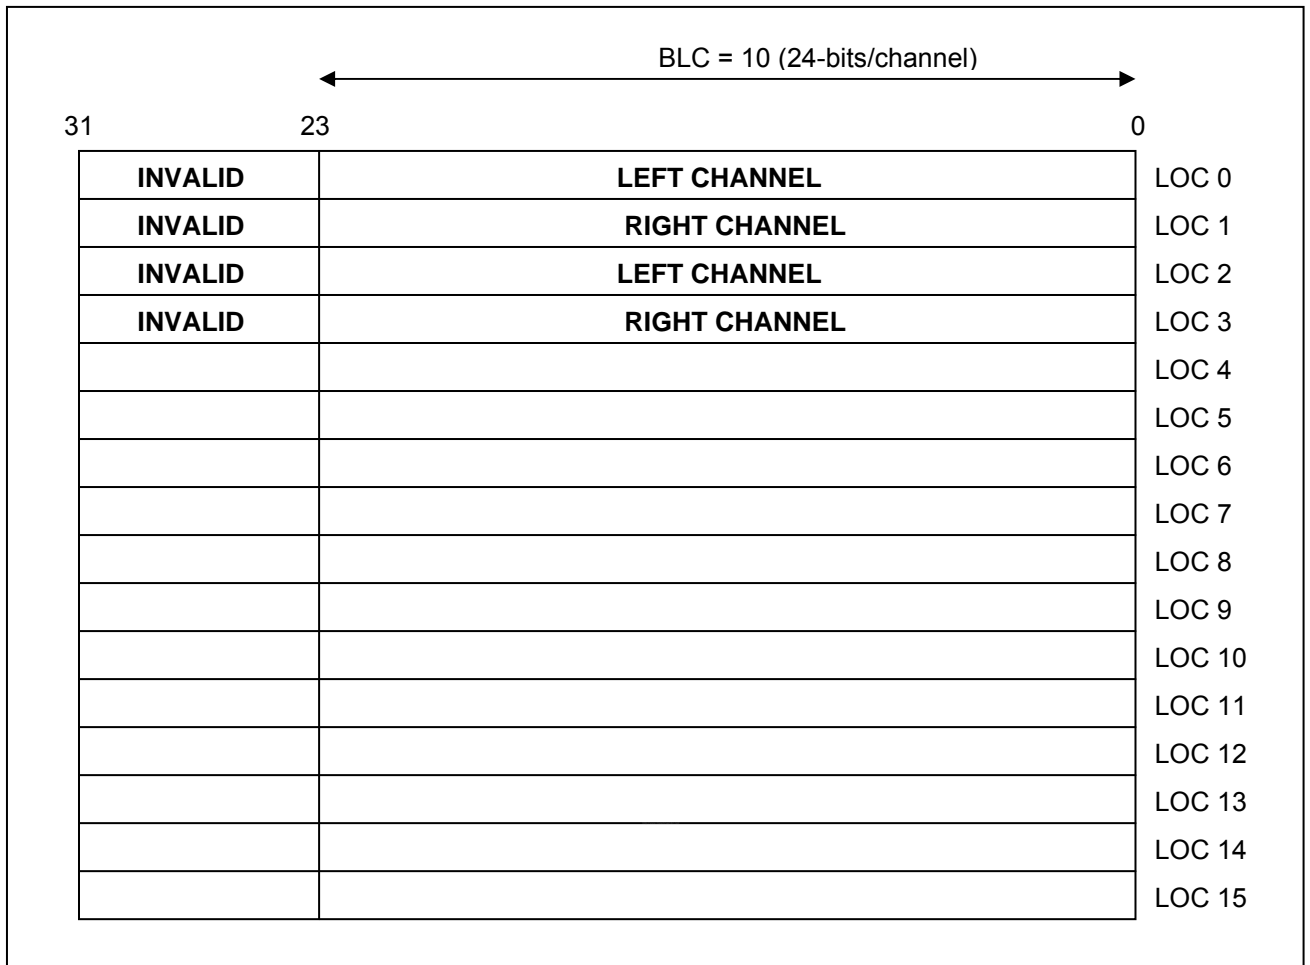 BLC = 10 (24-bits/channel)
31 23 0
INVALID LEFT CHANNEL LOC 0
INVALID RIGHT CHANNEL LOC 1
INVALID LEFT CHANNEL LOC 2
INVALID RIGHT CHANNEL LOC 3
LOC 4
LOC 5
LOC 6
LOC 7
LOC 8
LOC 9
LOC 10
LOC 11
LOC 12
LOC 13
LOC 14
LOC 15